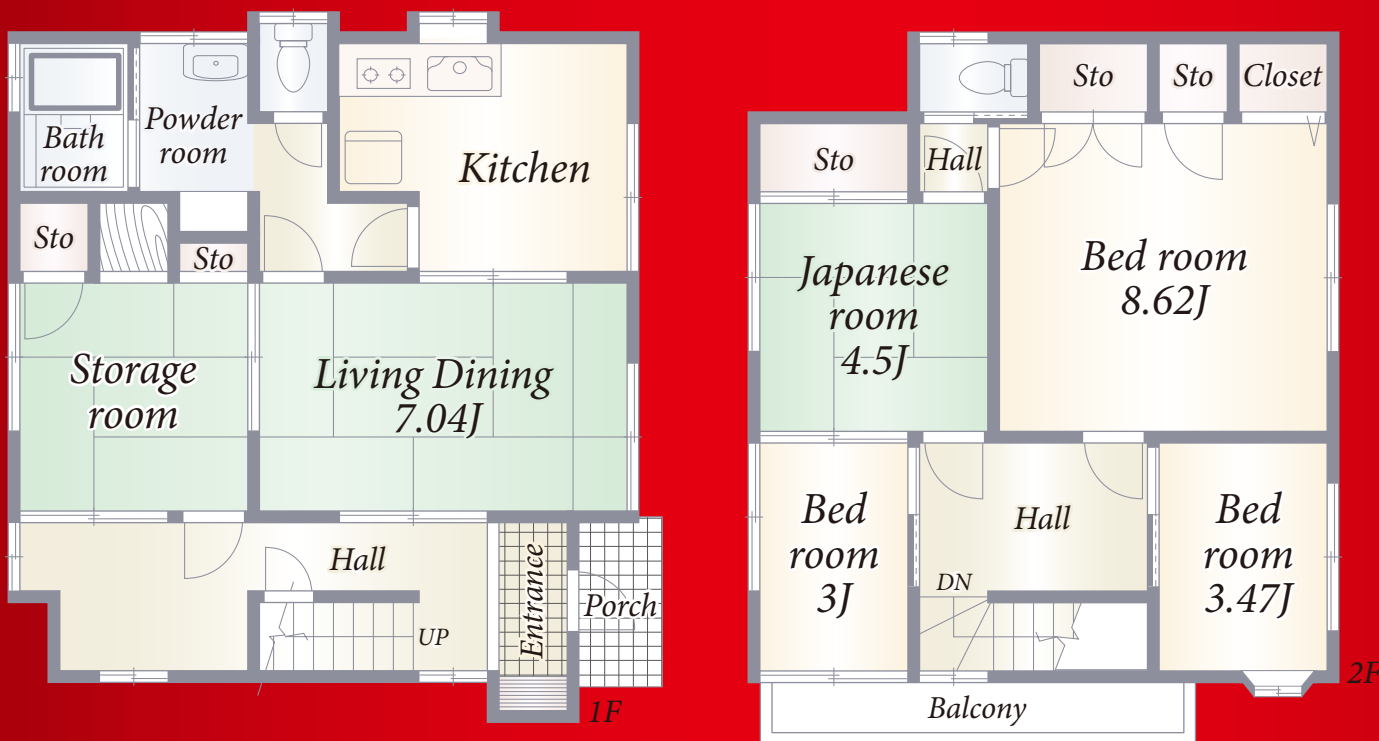 Bath
room
Powder
room
Kitchen
Sto
Sto
Storage
room
Living Dining
7.04J
Hall
UP
Entrance
Porch
1F
Sto
Sto
Closet
Sto
Hall
Japanese
room
4.5J
Bed room
8.62J
Bed
room
3J
Hall
DN
Bed
room
3.47J
Balcony
2F